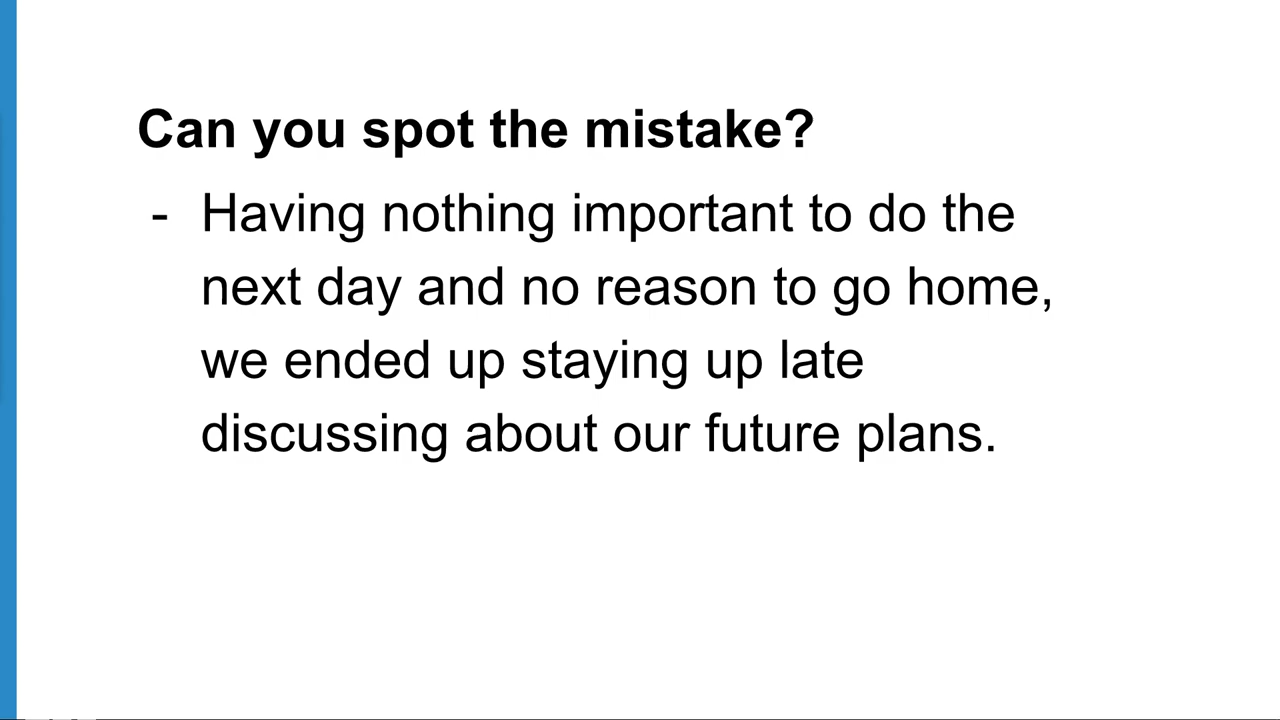 Can you spot the mistake?
- Having nothing important to do the
next day and no reason to go home,
we ended up staying up late
discussing about our future plans.